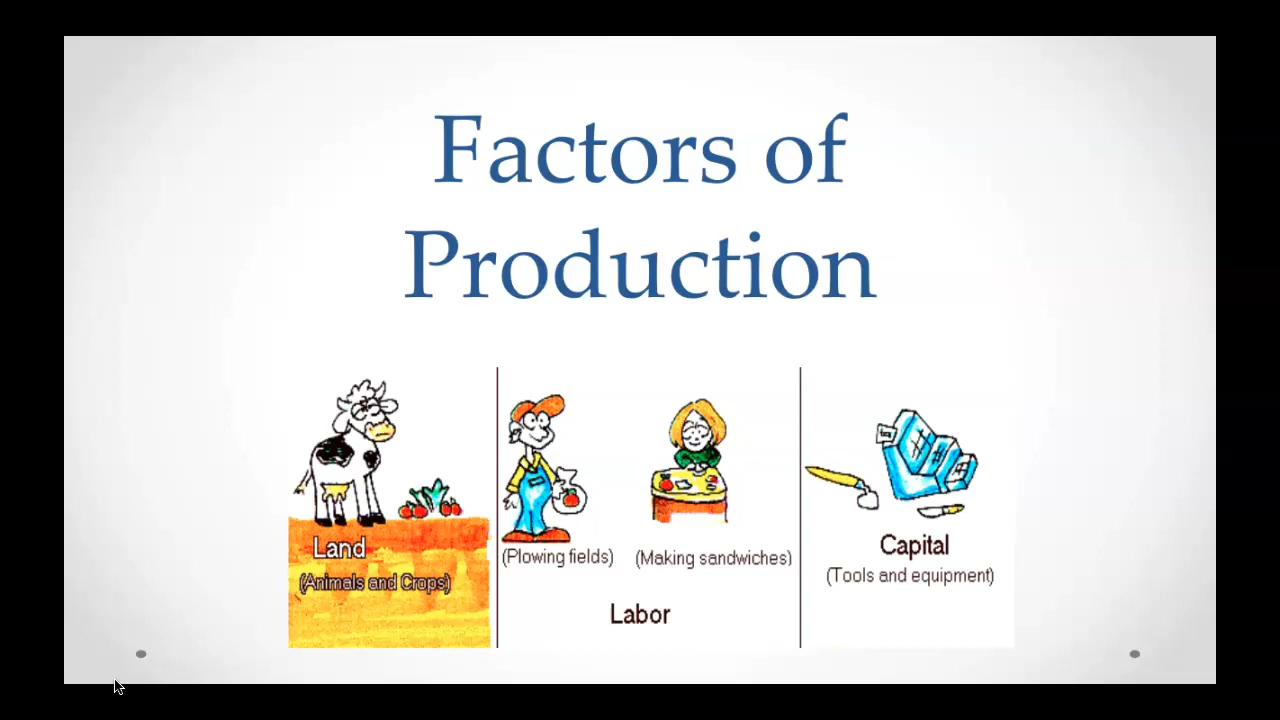 Factors of
Production
Land
(Animals and Crops)
(Plowing fields)
(Making sandwiches)
Labor
Capital
(Tools and equipment)